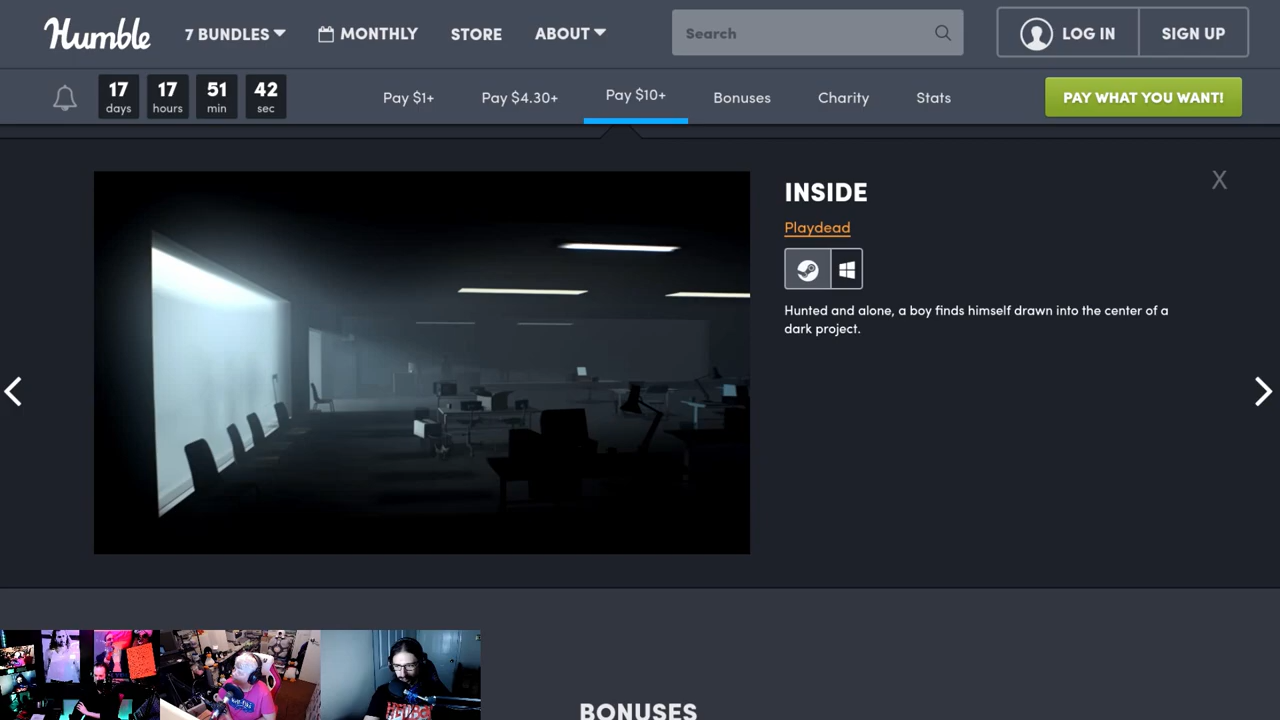 Humble
7 BUNDLES
MONTHLY
STORE
ABOUT
Search
LOG IN
SIGN UP
17 days
17 hours
51 min
42 sec
Pay $1+
Pay $4.30+
Pay $10+
Bonuses
Charity
Stats
PAY WHAT YOU WANT!
INSIDE
X
Playdead
Hunted and alone, a boy finds himself drawn into the center of a
dark project.
BONUSES